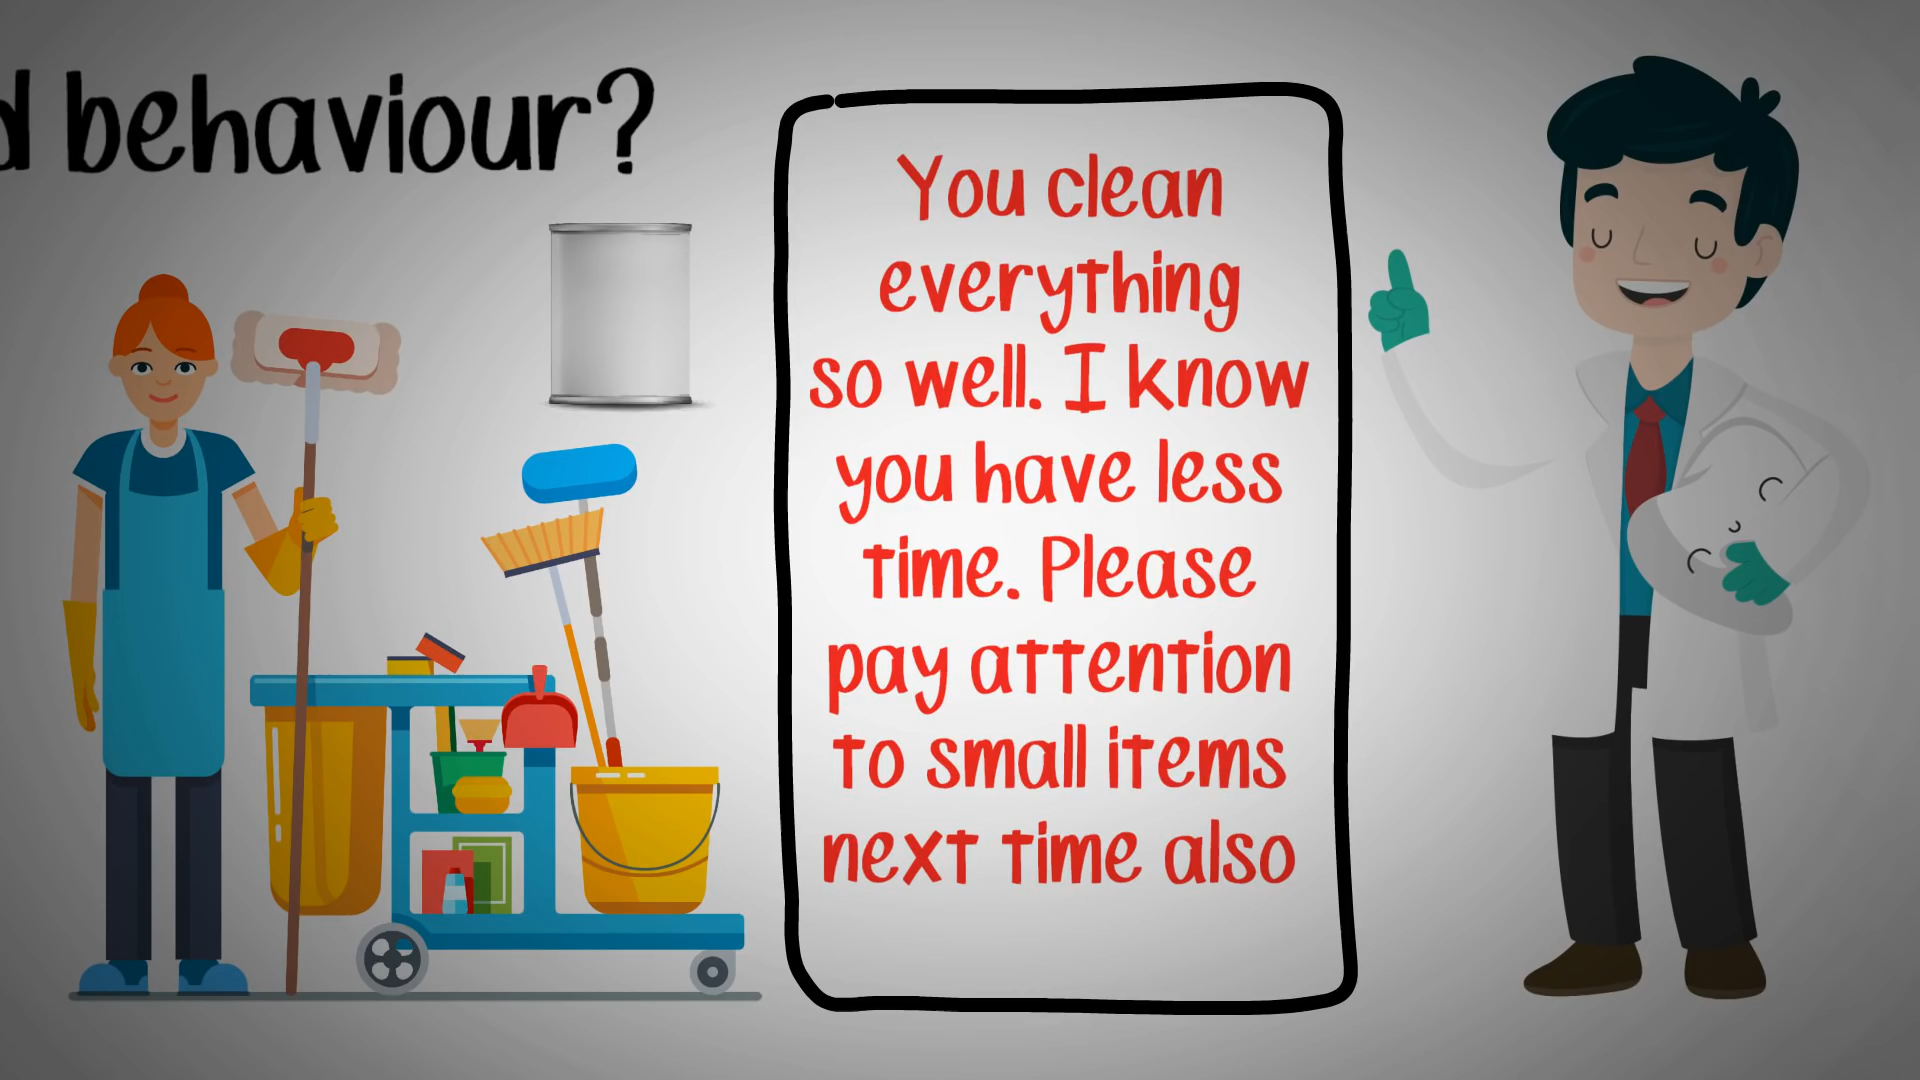 behaviour?
You clean
everything
so well. I know
you have less
time. Please
pay attention
to small items
next time also